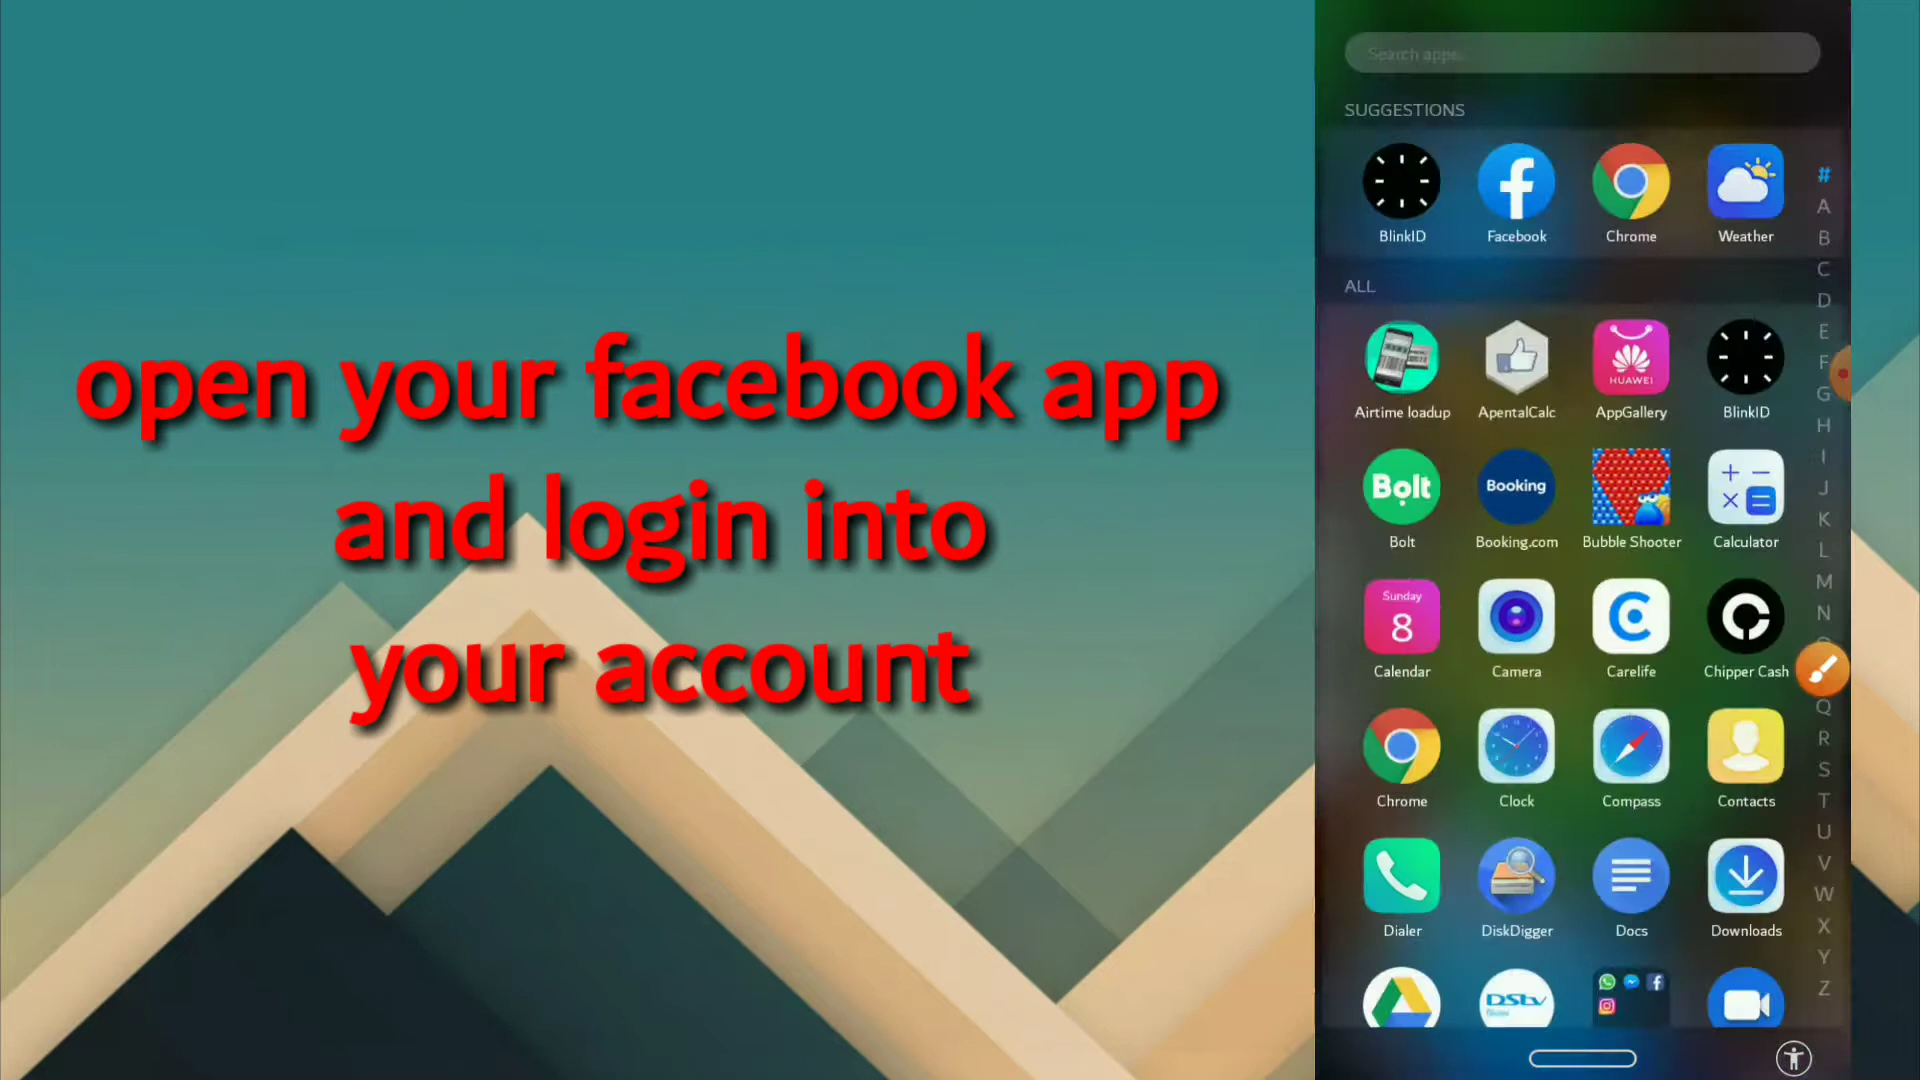 open your facebook app
and login into
your account
Search apps
SUGGESTIONS
BlinkID Facebook Chrome Weather
ALL
HUAWEI
Airtime loadup ApentalCalc AppGallery BlinkID
Bolt Booking
Bolt Booking.com Bubble Shooter Calculator
Sunday
8
Calendar Camera Carelife Chipper Cash
Chrome Clock Compass Contacts
Dialer DiskDigger Docs Downloads
DStv
#
A
B
C
D
E
F
G
H
I
J
K
L
M
N
Q
R
S
T
U
V
W
X
Y
Z